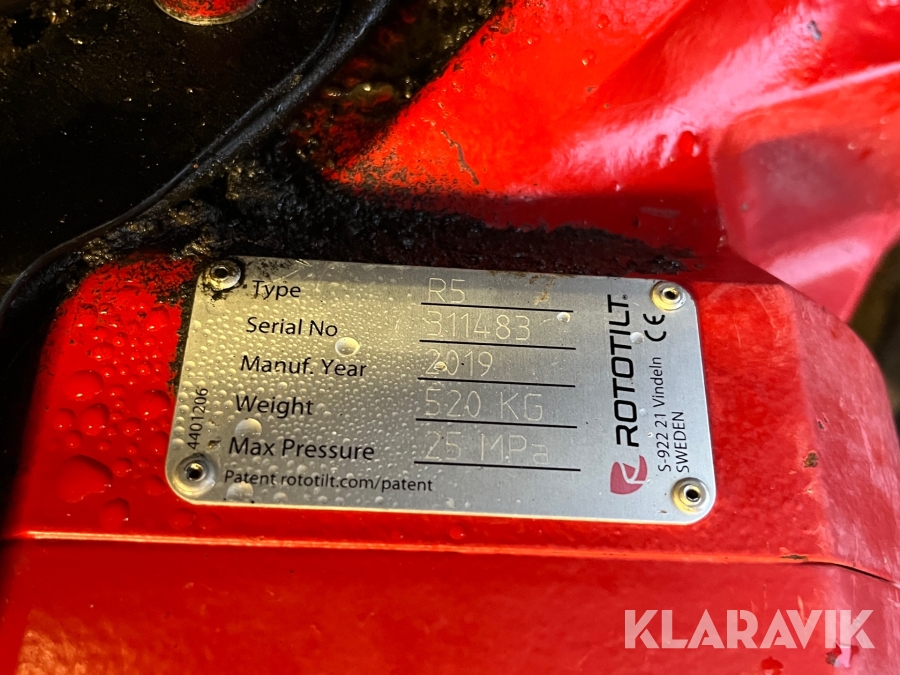 Type R5
Serial No 311483
Manuf. Year 2019
Weight 520 KG
Max Pressure 25 MPa
Patent rototilt.com/patent
4401206
ROTOTILT®
S-922 21 Vindeln
SWEDEN
CE
KLARAVIK